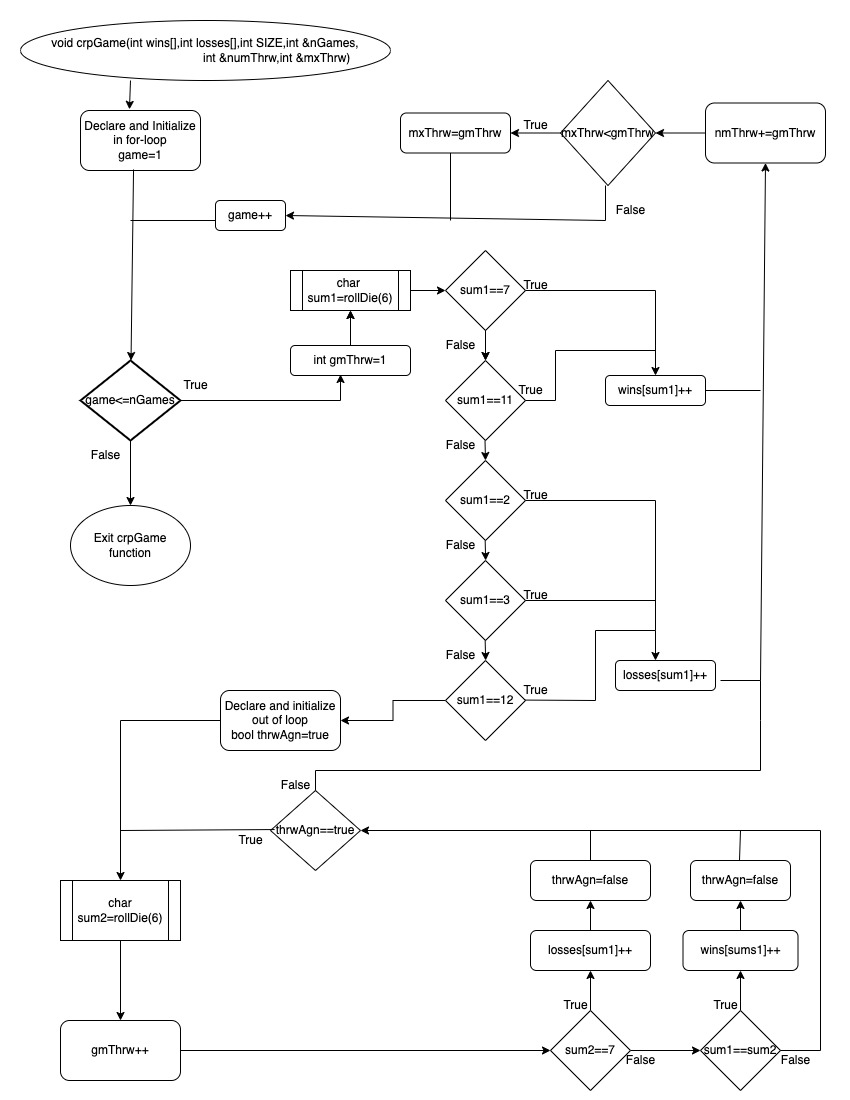 void crpGame(int wins[],int losses[],int SIZE,int &nGames,
int &numThrw,int &mxThrw)
Declare and Initialize
in for-loop
game=1
mxThrw=gmThrw
True
mxThrw<gmThrw
nmThrw+=gmThrw
False
game++
char
sum1=rollDie(6)
sum1==7
True
False
int gmThrw=1
game<=nGames
True
False
sum1==11
True
wins[sum1]++
False
Exit crpGame
function
sum1==2
True
False
sum1==3
True
False
losses[sum1]++
sum1==12
True
Declare and initialize
out of loop
bool thrwAgn=true
False
thrwAgn==true
True
char
sum2=rollDie(6)
thrwAgn=false
thrwAgn=false
losses[sum1]++
wins[sums1]++
True
True
gmThrw++
sum2==7
False
sum1==sum2
False